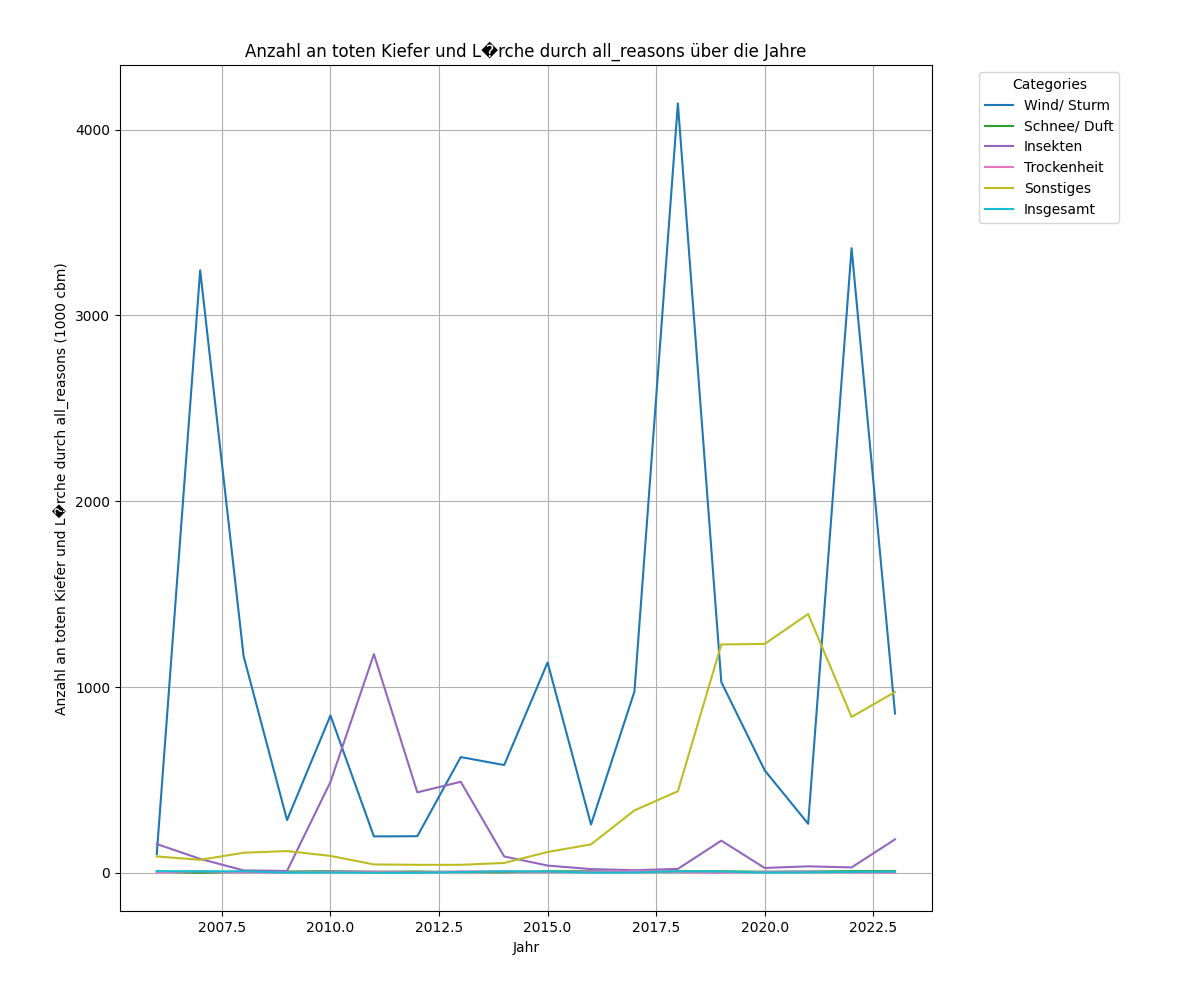 Anzahl an toten Kiefer und L�rche durch all_reasons über die Jahre
Categories
Wind/ Sturm
Schnee/ Duft
Insekten
Trockenheit
Sonstiges
Insgesamt
Anzahl an toten Kiefer und L�rche durch all_reasons (1000 cbm)
4000
3000
2000
1000
0
2007.5 2010.0 2012.5 2015.0 2017.5 2020.0 2022.5
Jahr